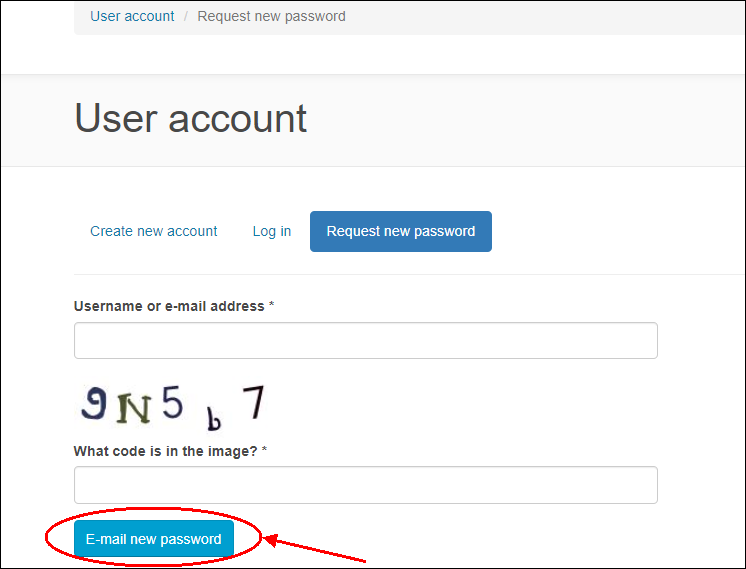 User account / Request new password
User account
Create new account Log in Request new password
Username or e-mail address *
9N5b7
What code is in the image? *
E-mail new password